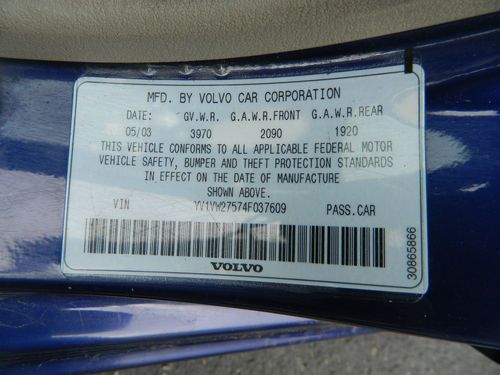 MFD. BY VOLVO CAR CORPORATION
DATE: GV.W.R. G.A.W.R.FRONT G.A.W.R.REAR
05/03 3970 2090 1920
THIS VEHICLE CONFORMS TO ALL APPLICABLE FEDERAL MOTOR
VEHICLE SAFETY, BUMPER AND THEFT PROTECTION STANDARDS
IN EFFECT ON THE DATE OF MANUFACTURE
SHOWN ABOVE.
VIN YV1VW27574F037609 PASS.CAR
VOLVO
30865866